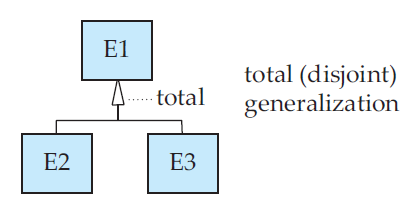 E1
total
total (disjoint)
generalization
E2
E3